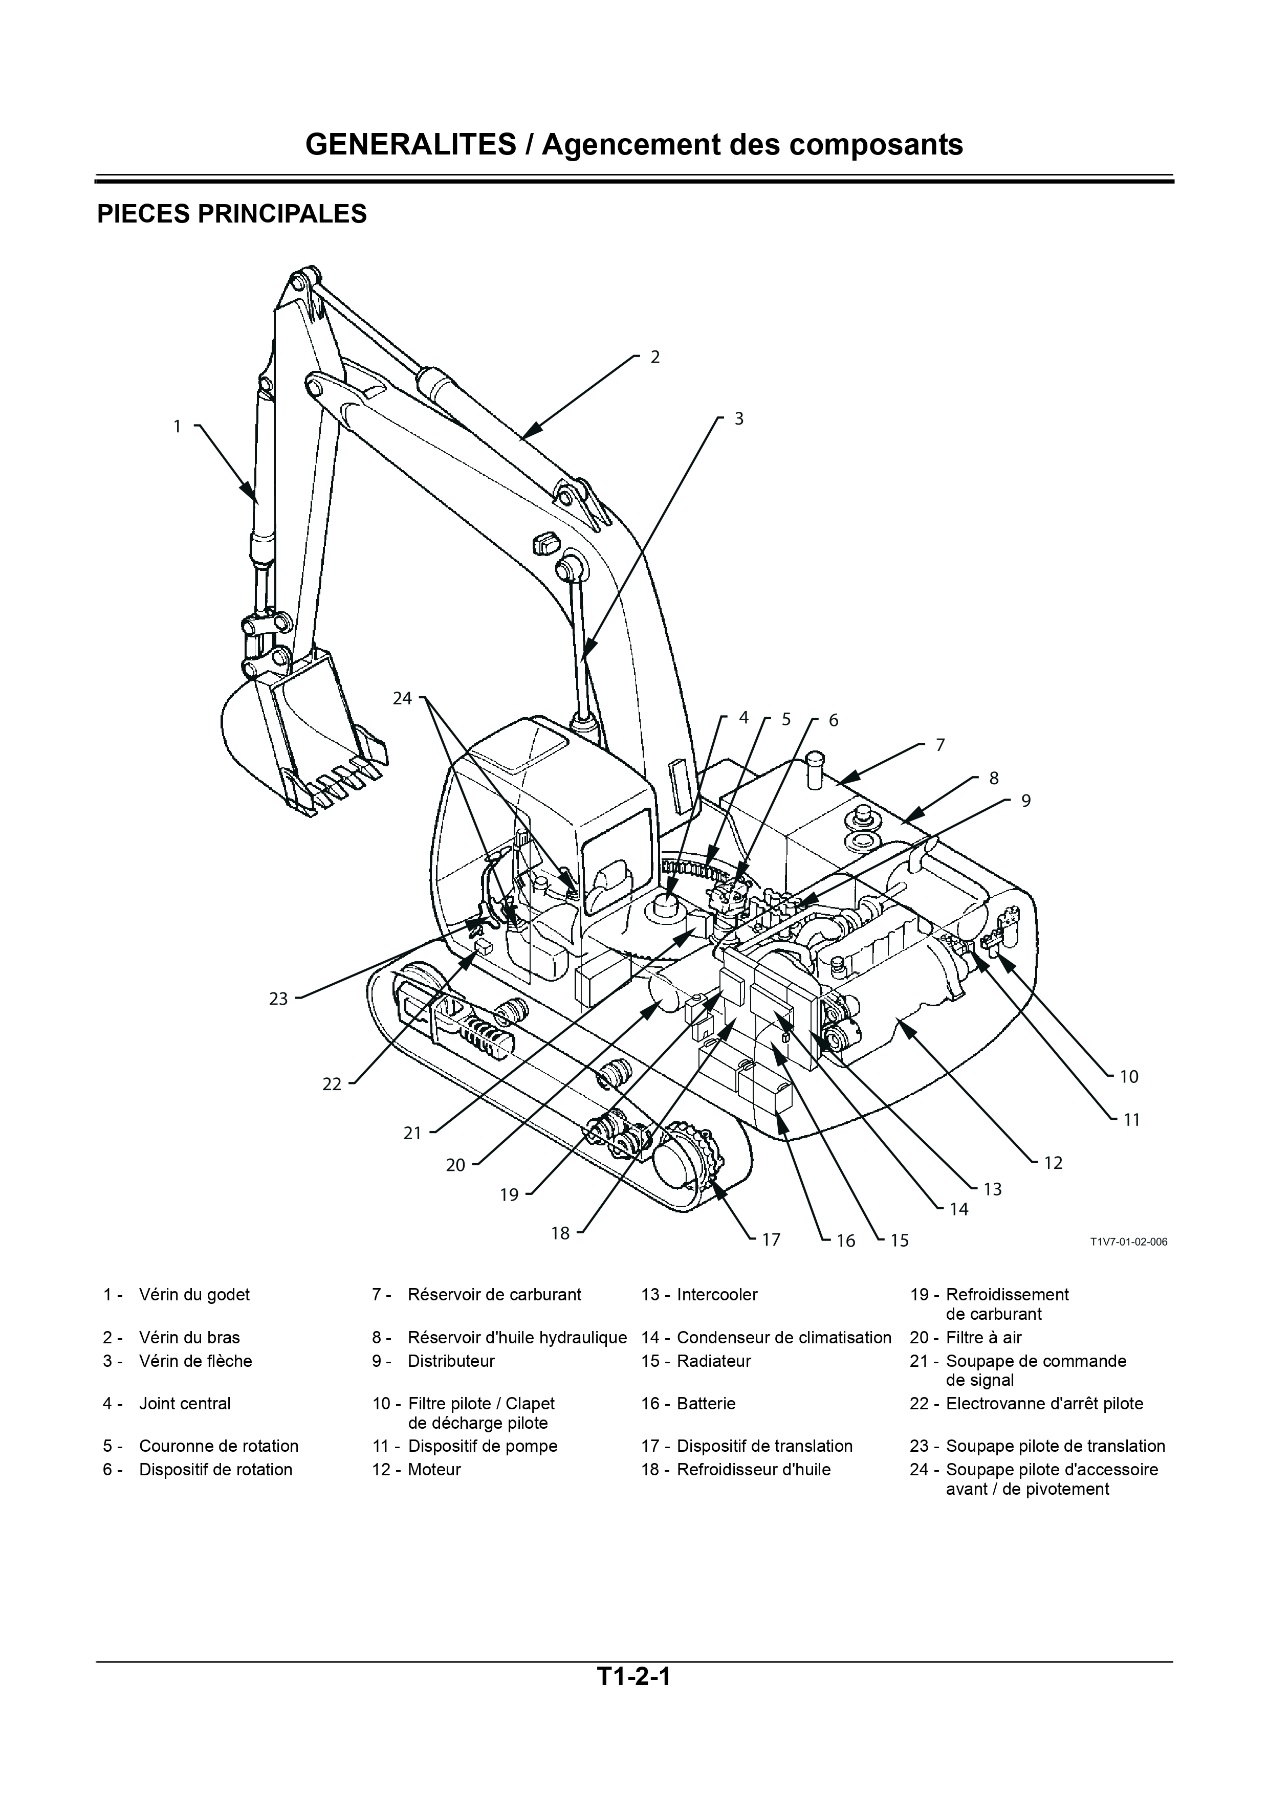 GENERALITES / Agencement des composants
PIECES PRINCIPALES
1
2
3
24
4
5
6
7
8
9
23
22
21
20
19
18
17
16
15
14
13
12
11
10
T1V7-01-02-006
1 - Vérin du godet
2 - Vérin du bras
3 - Vérin de flèche
4 - Joint central
5 - Couronne de rotation
6 - Dispositif de rotation
7 - Réservoir de carburant
8 - Réservoir d'huile hydraulique
9 - Distributeur
10 - Filtre pilote / Clapet
de décharge pilote
11 - Dispositif de pompe
12 - Moteur
13 - Intercooler
14 - Condenseur de climatisation
15 - Radiateur
16 - Batterie
17 - Dispositif de translation
18 - Refroidisseur d'huile
19 - Refroidissement
de carburant
20 - Filtre à air
21 - Soupape de commande
de signal
22 - Electrovanne d'arrêt pilote
23 - Soupape pilote de translation
24 - Soupape pilote d'accessoire
avant / de pivotement
T1-2-1